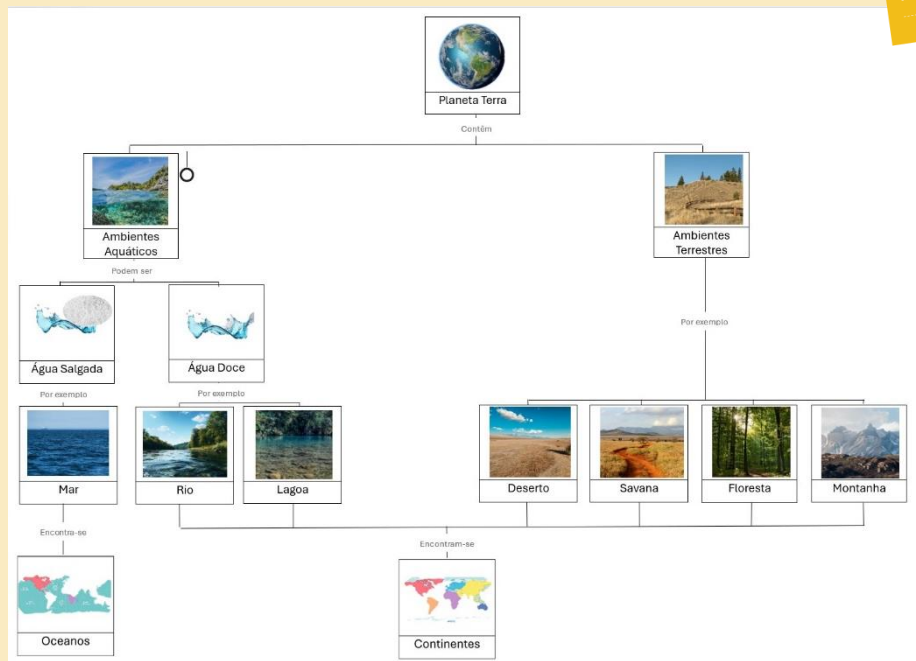 Planeta Terra
Contêm
Ambientes
Aquáticos
Ambientes
Terrestres
Podem ser
Por exemplo
Água Salgada
Água Doce
Por exemplo
Por exemplo
Mar
Rio
Lagoa
Deserto
Savana
Floresta
Montanha
Encontra-se
Encontram-se
Oceanos
Continentes